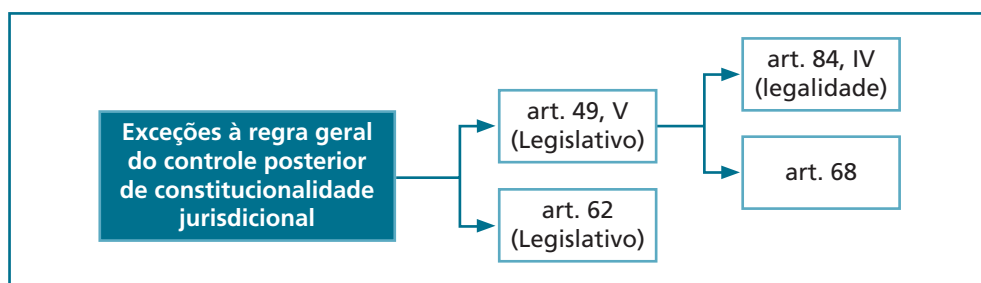 Exceções à regra geral
do controle posterior
de constitucionalidade
jurisdicional
art. 49, V
(Legislativo)
art. 62
(Legislativo)
art. 84, IV
(legalidade)
art. 68